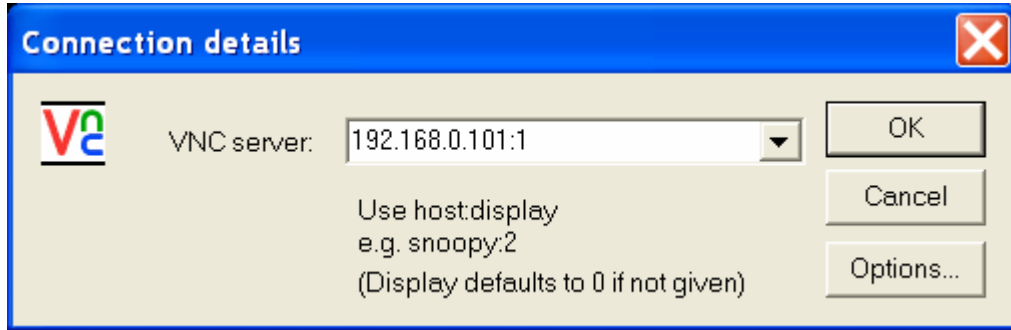 Connection details
VNC
VNC server: 192.168.0.101:1
OK
Use host:display
Cancel
e.g. snoopy:2
(Display defaults to 0 if not given)
Options...